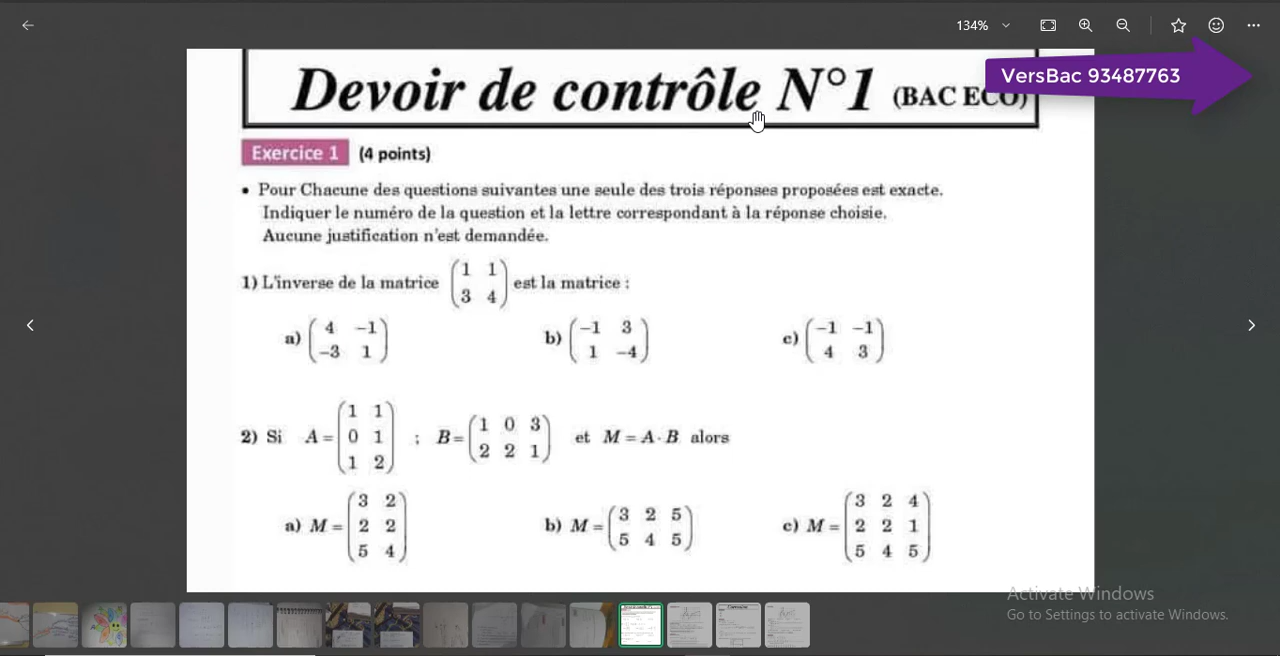 134%
VersBac 93487763
Devoir de contrôle N°1 (BAC ECO)
Exercice 1 (4 points)
• Pour Chacune des questions suivantes une seule des trois réponses proposées est exacte.
Indiquer le numéro de la question et la lettre correspondant à la réponse choisie.
Aucune justification n'est demandée.
1) L'inverse de la matrice (1 1; 3 4) est la matrice :
a) (4 -1; -3 1) b) (-1 3; 1 -4) c) (-1 -1; 4 3)
2) Si A = (1 1; 0 1; 1 2) ; B = (1 0 3; 2 2 1) et M = A · B alors
a) M = (3 2; 2 2; 5 4) b) M = (3 2 5; 5 4 5) c) M = (3 2 4; 2 2 1; 5 4 5)
Activate Windows
Go to Settings to activate Windows.